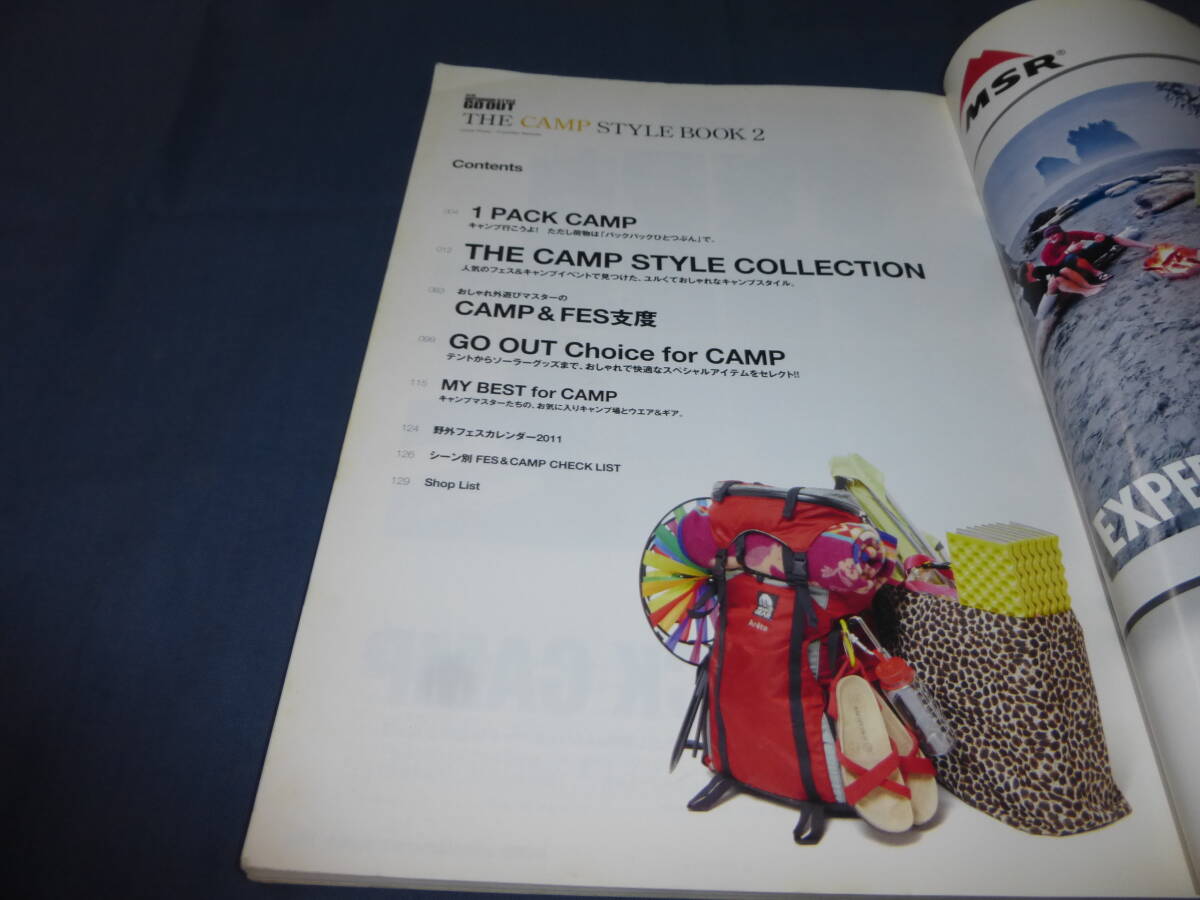 GO OUT
THE CAMP STYLE BOOK 2
Contents
004 1 PACK CAMP
キャンプ行こうよ! ただし荷物は「バックパックひとつぶん」で。
012 THE CAMP STYLE COLLECTION
人気のフェス&キャンプイベントで見つけた、ユルくておしゃれなキャンプスタイル。
おしゃれ外遊びマスターの
CAMP&FES支度
099 GO OUT Choice for CAMP
テントからソーラーグッズまで、おしゃれで快適なスペシャルアイテムをセレクト!!
115 MY BEST for CAMP
キャンプマスターたちの、お気に入りキャンプ場とウエア&ギア。
124 野外フェスカレンダー2011
126 シーン別 FES&CAMP CHECK LIST
129 Shop List
Aréte
MSR®
EXPE